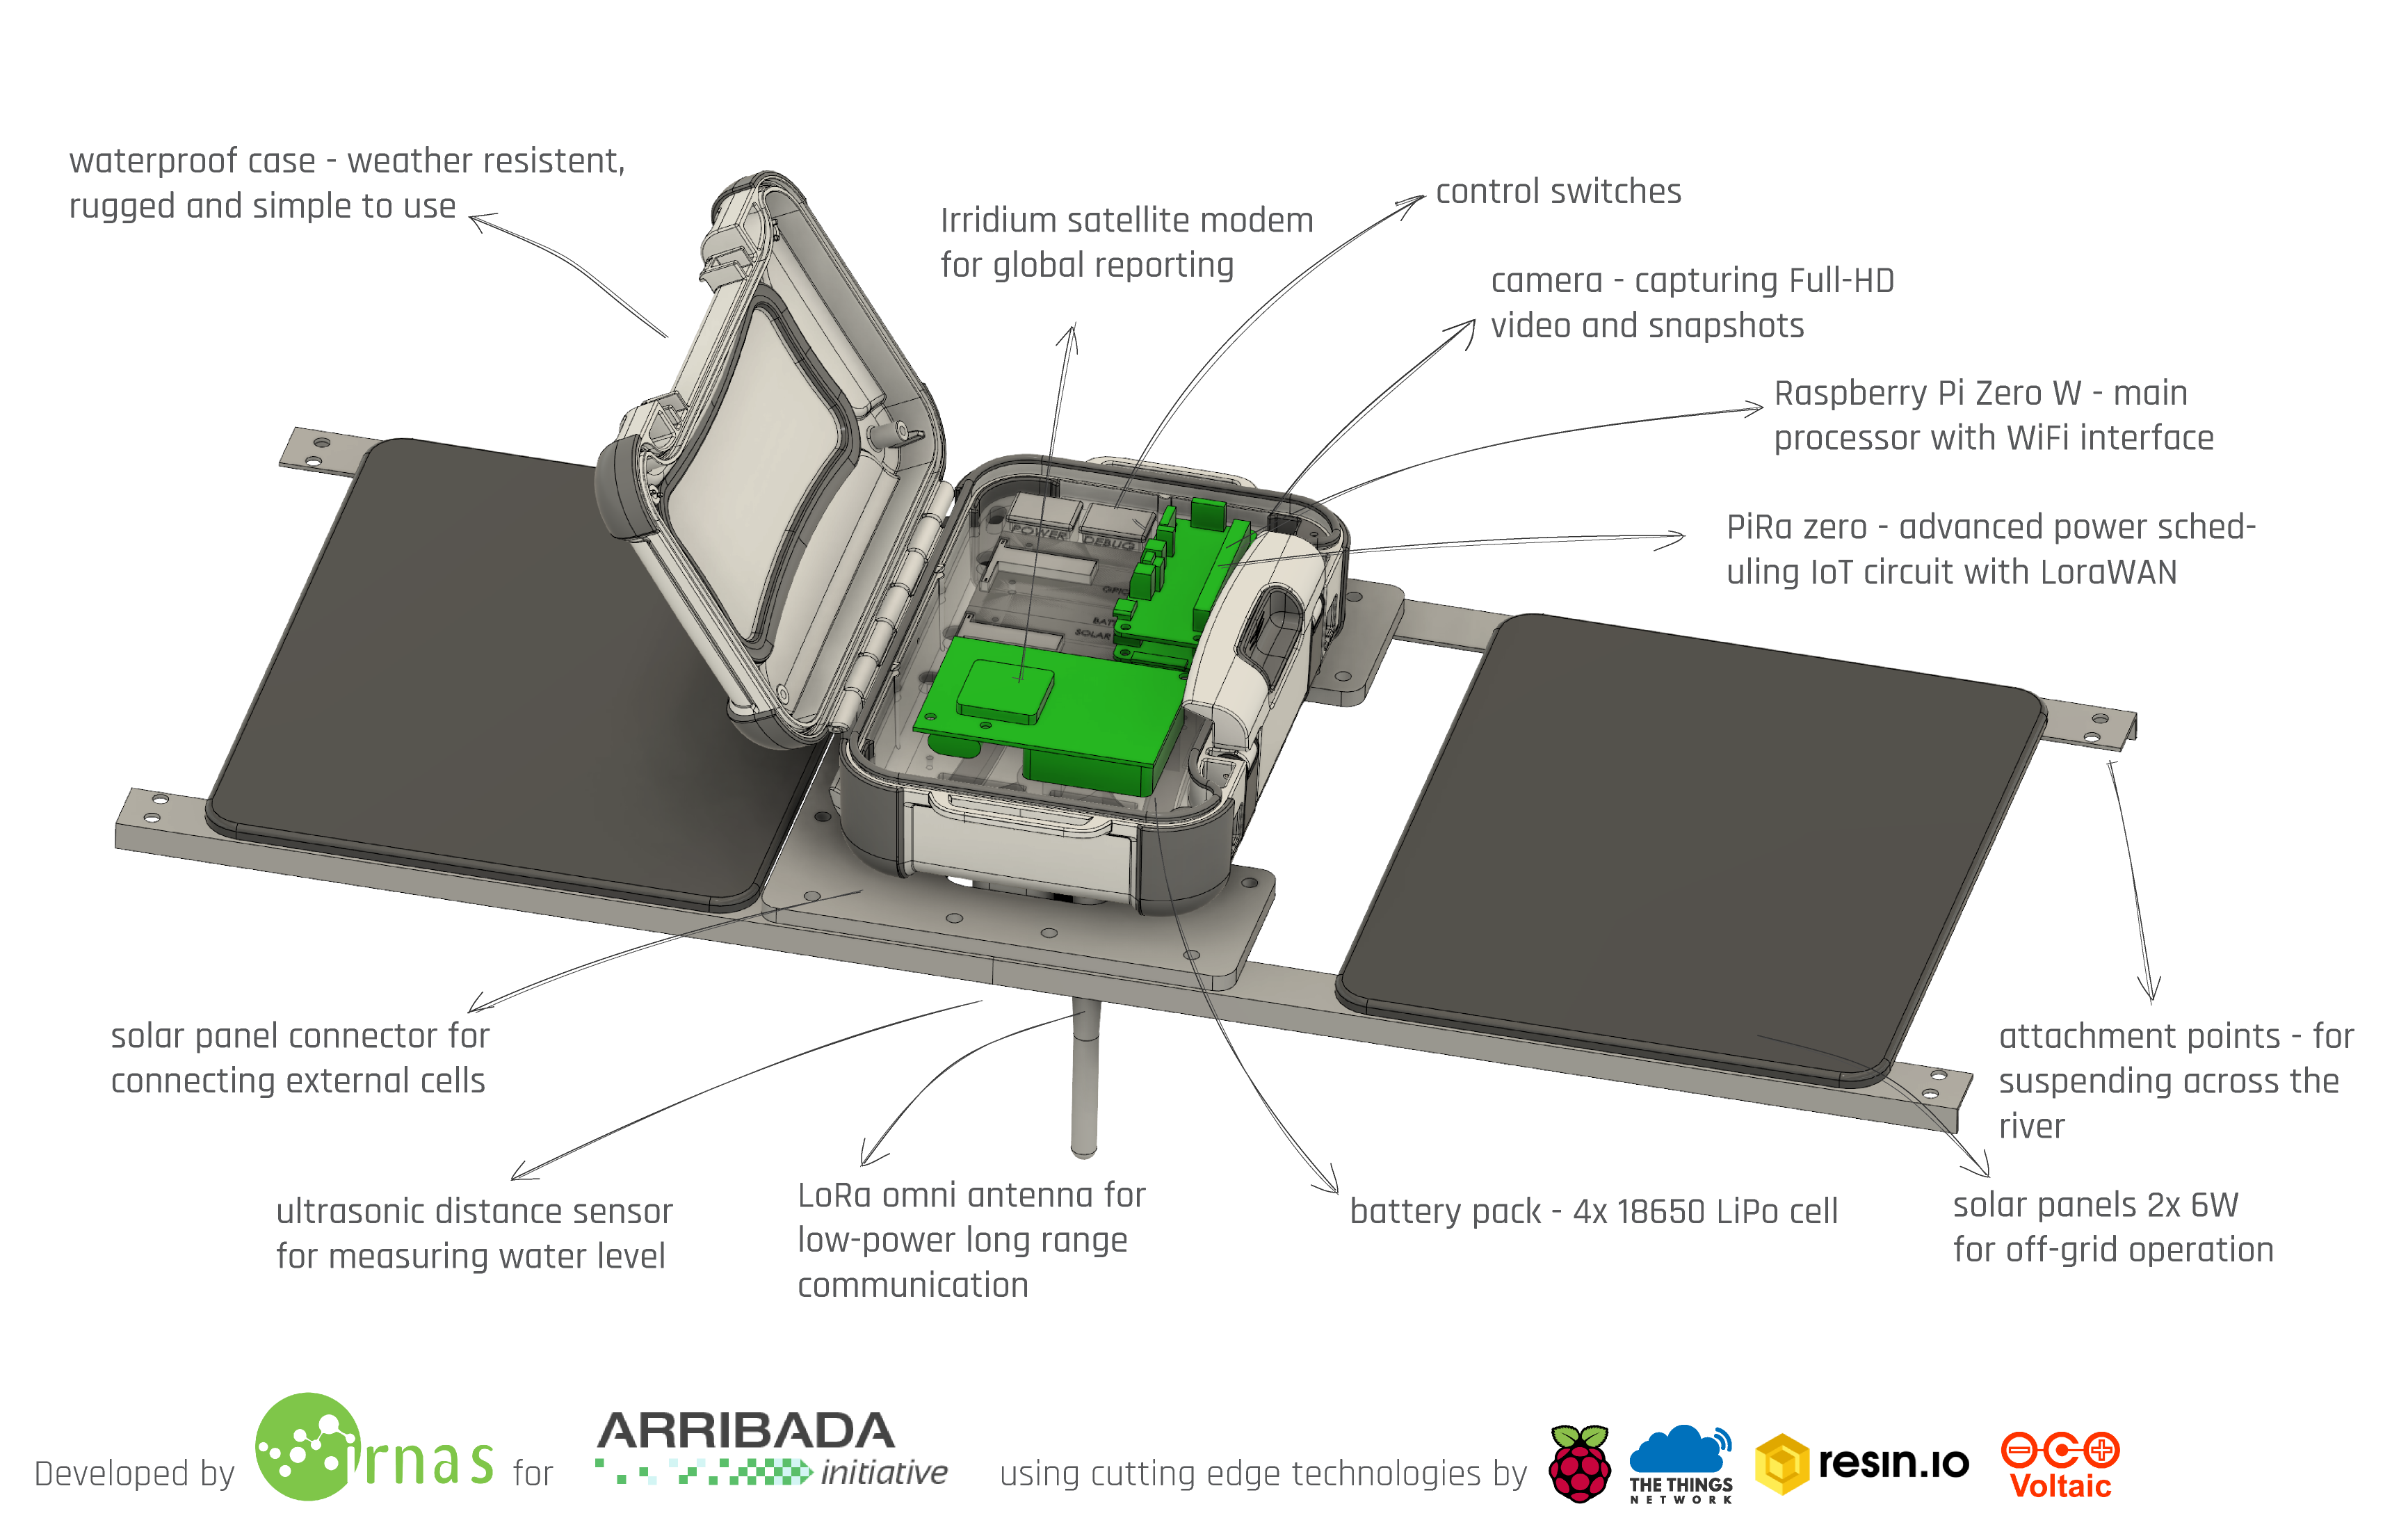 waterproof case - weather resistent,
rugged and simple to use
Irridium satellite modem
for global reporting
control switches
camera - capturing Full-HD
video and snapshots
Raspberry Pi Zero W - main
processor with WiFi interface
PiRa zero - advanced power sched-
uling IoT circuit with LoraWAN
POWER
DEBUG
SOLAR
solar panel connector for
connecting external cells
ultrasonic distance sensor
for measuring water level
LoRa omni antenna for
low-power long range
communication
battery pack - 4x 18650 LiPo cell
attachment points - for
suspending across the
river
solar panels 2x 6W
for off-grid operation
Developed by
irnas
for
ARRIBADA
initiative
using cutting edge technologies by
THE THINGS
NETWORK
resin.io
Voltaic